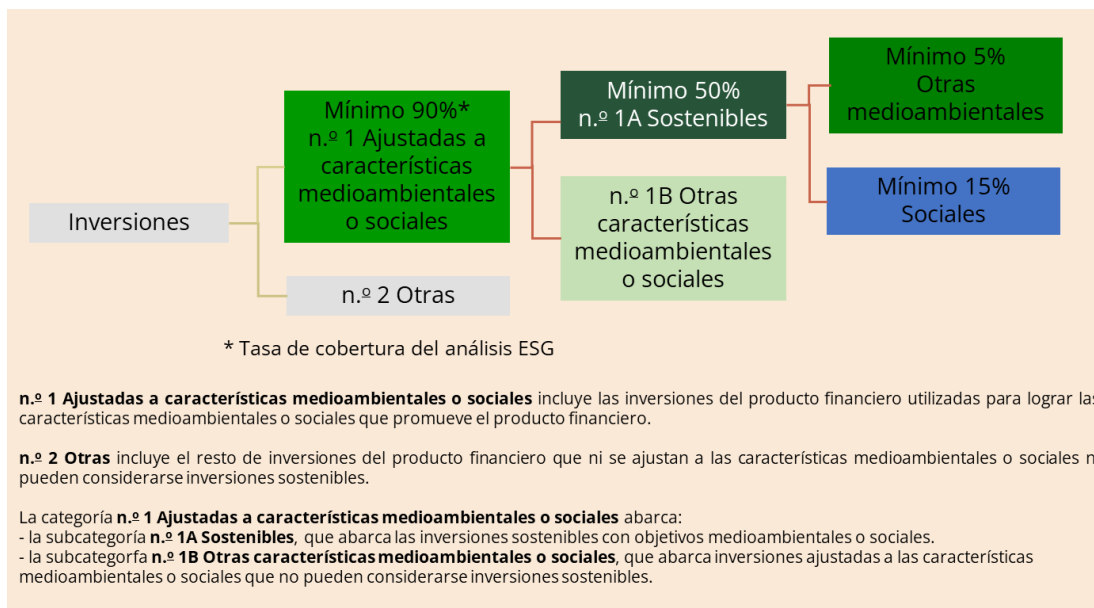 Inversiones
Mínimo 90%*
n.º 1 Ajustadas a
características
medioambientales
o sociales
n.º 2 Otras
Mínimo 50%
n.º 1A Sostenibles
n.º 1B Otras
características
medioambientales
o sociales
Mínimo 5%
Otras
medioambientales
Mínimo 15%
Sociales
* Tasa de cobertura del análisis ESG
n.º 1 Ajustadas a características medioambientales o sociales incluye las inversiones del producto financiero utilizadas para lograr las
características medioambientales o sociales que promueve el producto financiero.
n.º 2 Otras incluye el resto de inversiones del producto financiero que ni se ajustan a las características medioambientales o sociales n
pueden considerarse inversiones sostenibles.
La categoría n.º 1 Ajustadas a características medioambientales o sociales abarca:
- la subcategoría n.º 1A Sostenibles, que abarca las inversiones sostenibles con objetivos medioambientales o sociales.
- la subcategorfa n.º 1B Otras características medioambientales o sociales, que abarca inversiones ajustadas a las características
medioambientales o sociales que no pueden considerarse inversiones sostenibles.